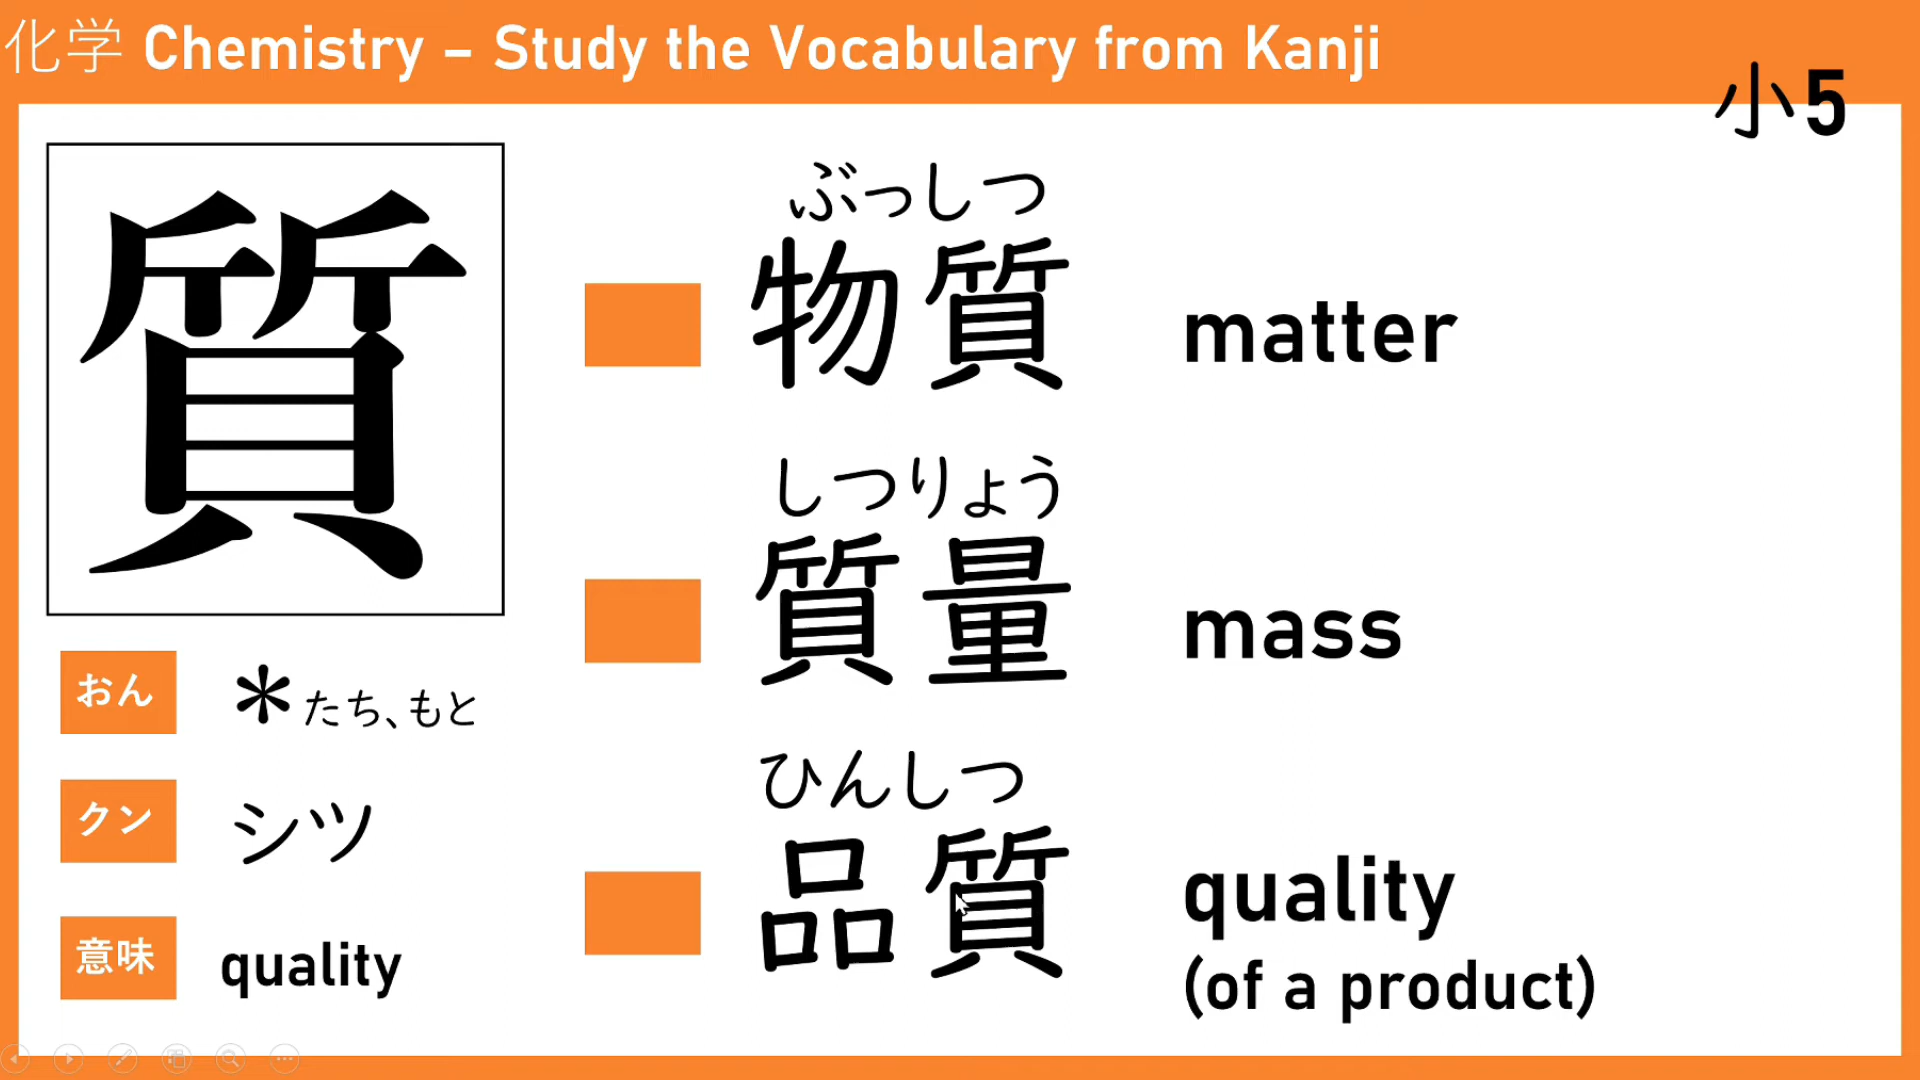 化学 Chemistry – Study the Vocabulary from Kanji
小5
質
おん
*たち、もと
クン
シツ
意味
quality
ぶっしつ
物質
matter
しつりょう
質量
mass
ひんしつ
品質
quality
(of a product)